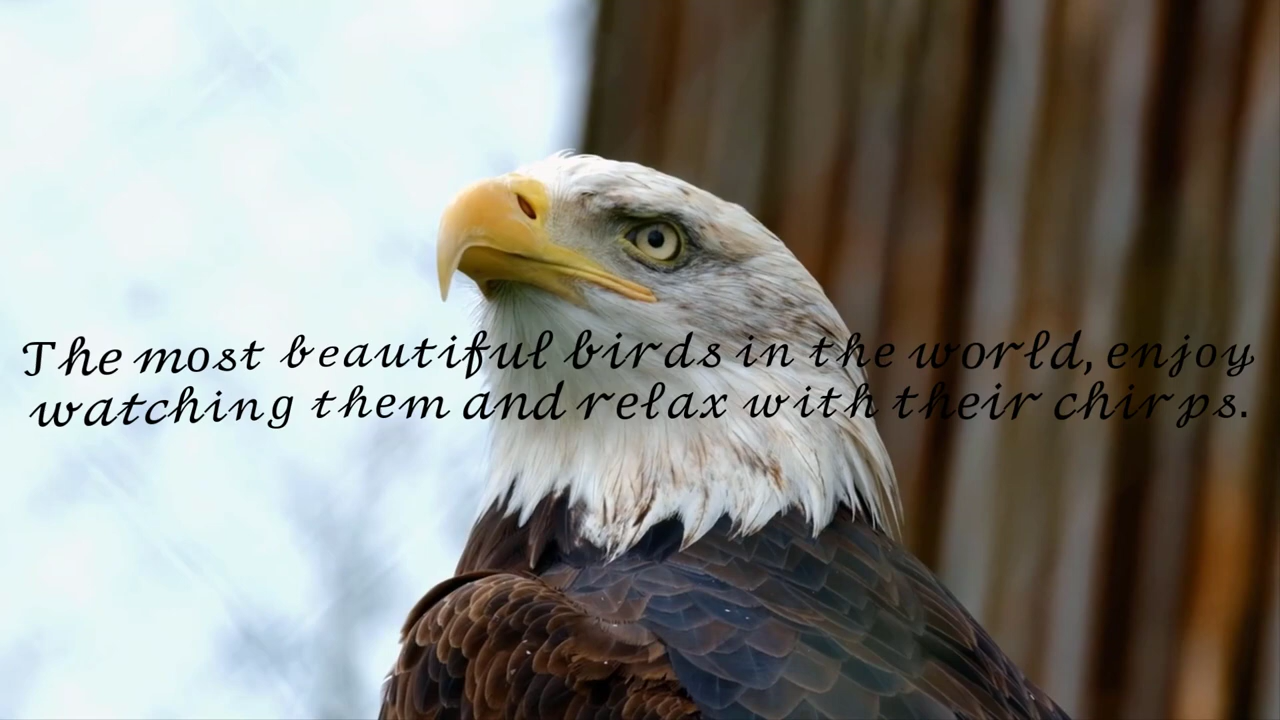 The most beautiful birds in the world, enjoy
watching them and relax with their chirps.